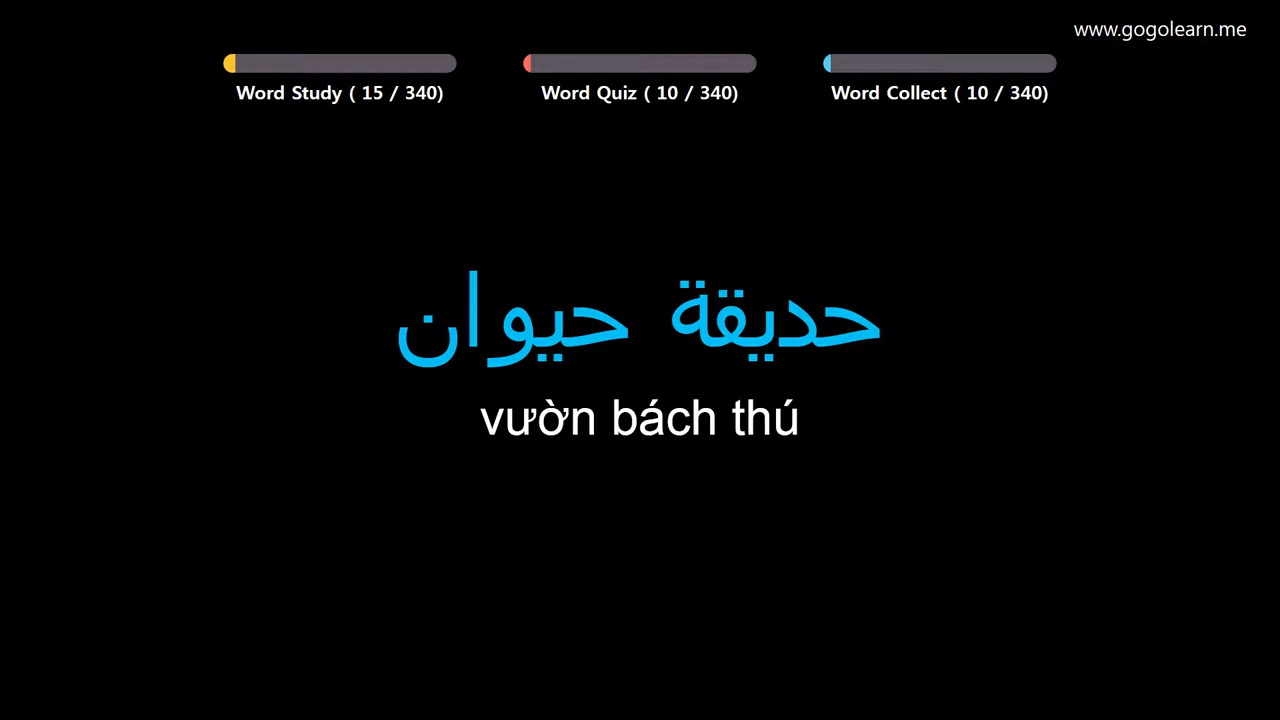 www.gogolearn.me
Word Study ( 15 / 340)
Word Quiz ( 10 / 340)
Word Collect ( 10 / 340)
حديقة حيوان
vườn bách thú